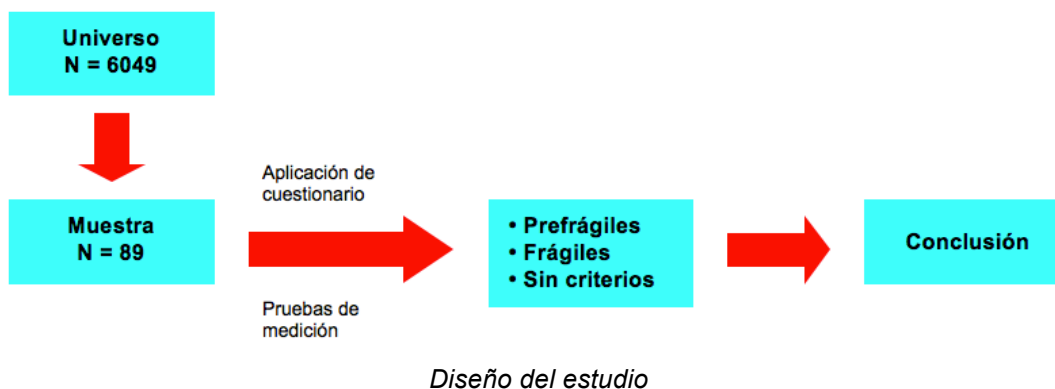 Universo
N = 6049
Aplicación de
cuestionario
Muestra
N = 89
• Prefrágiles
• Frágiles
• Sin criterios
Conclusión
Pruebas de
medición
Diseño del estudio